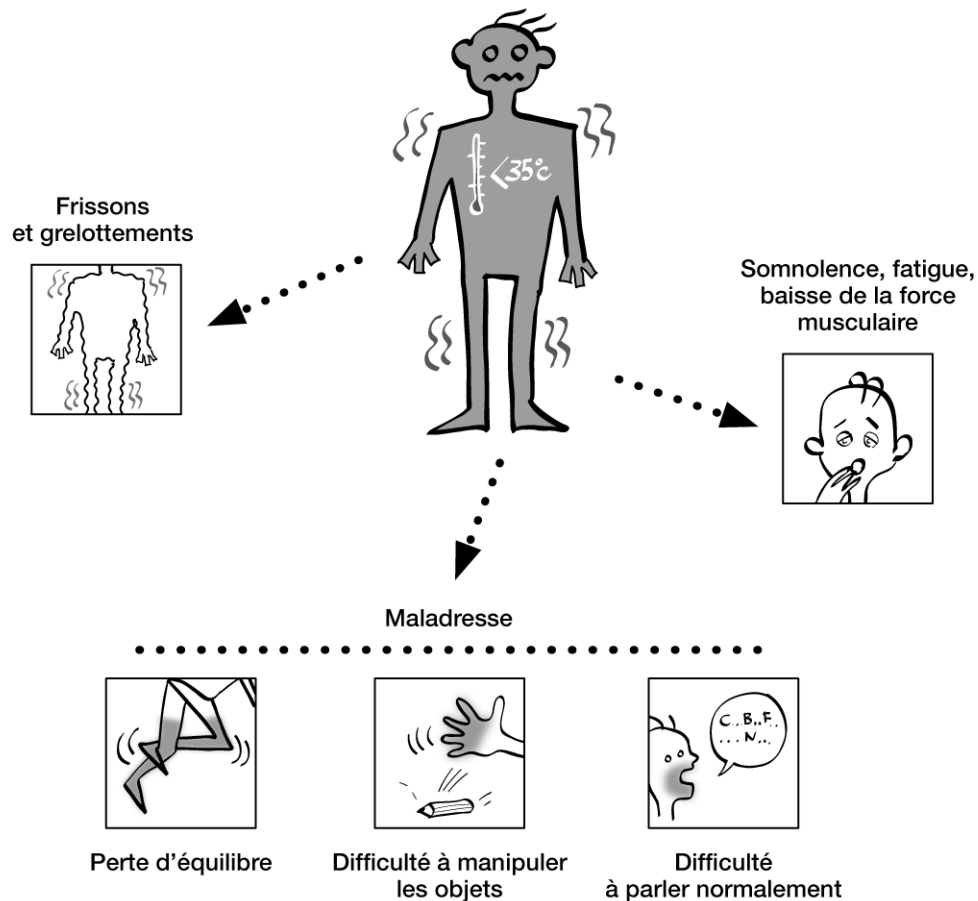 <35°c
Frissons
et grelottements
Somnolence, fatigue,
baisse de la force
musculaire
Maladresse
C..B..F..
...N...
Perte d'équilibre
Difficulté à manipuler
les objets
Difficulté
à parler normalement